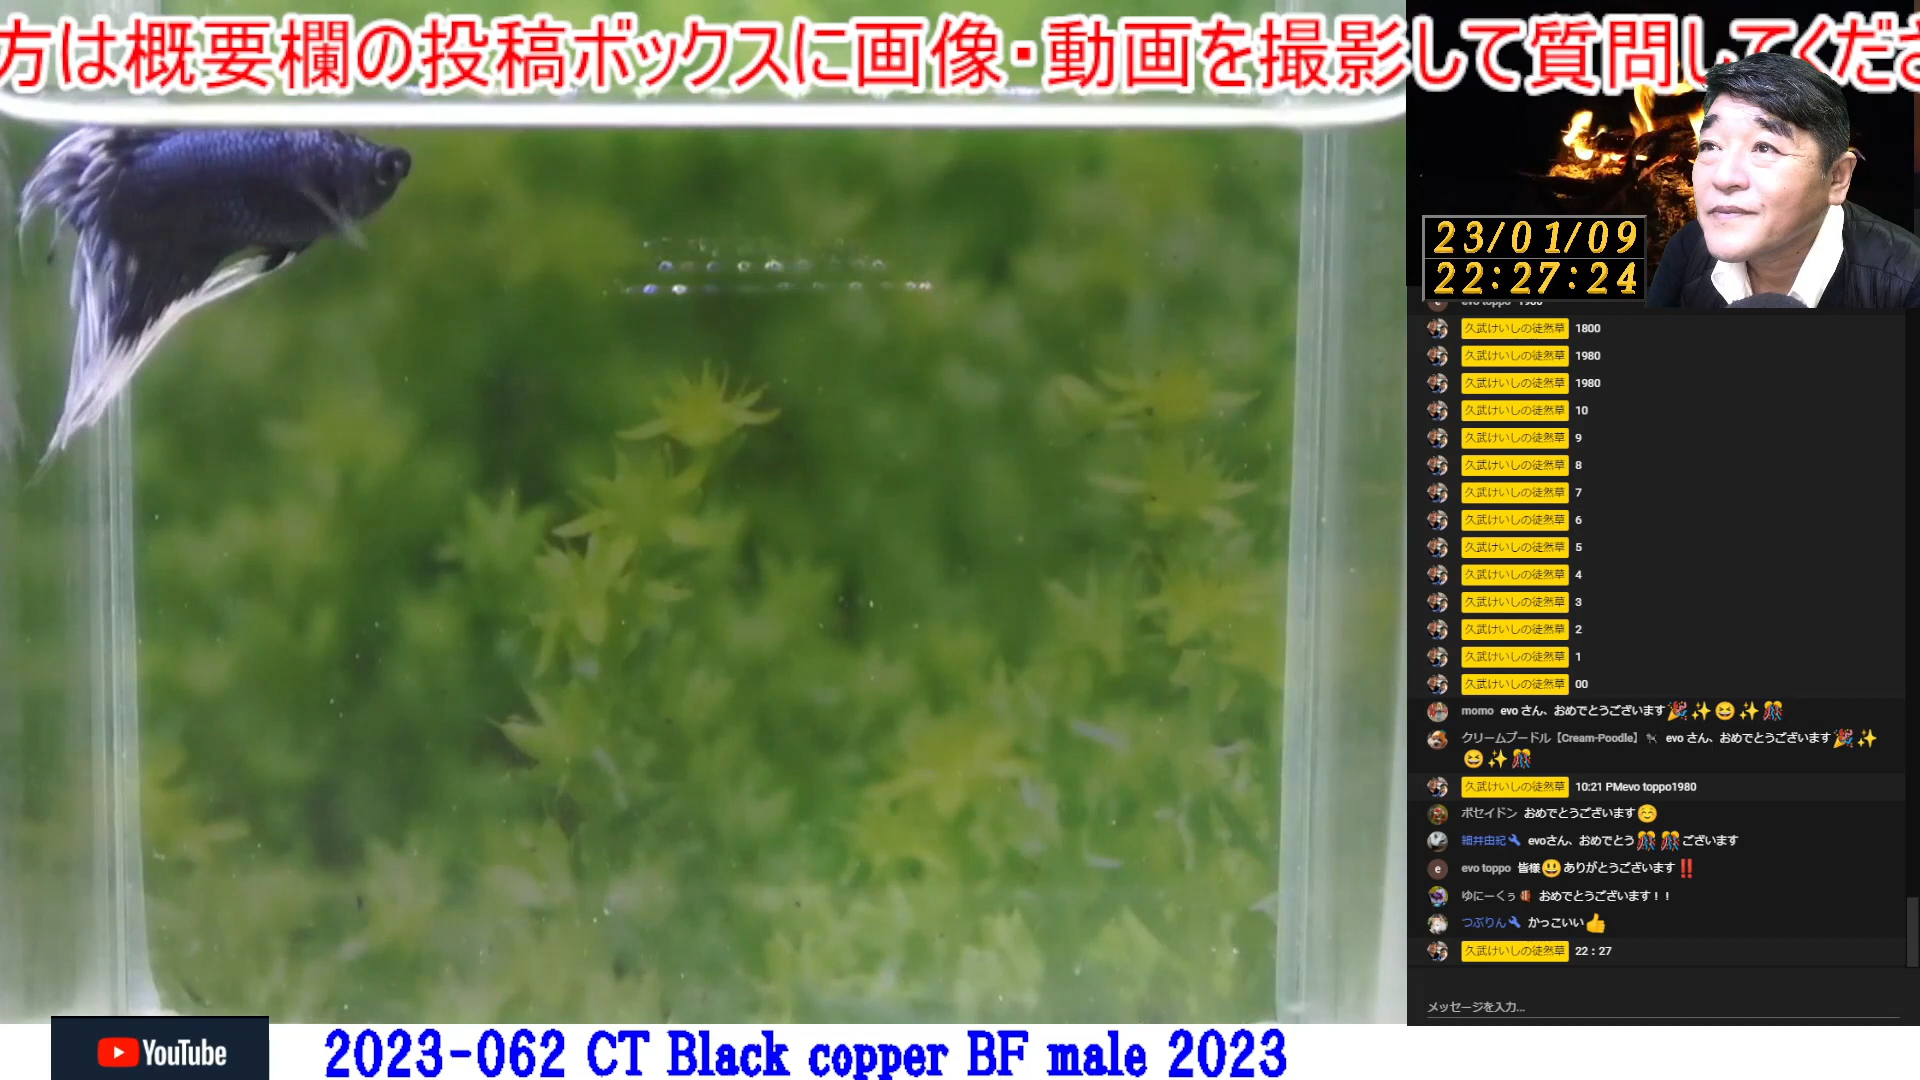 方は概要欄の投稿ボックスに画像・動画を撮影して質問してくださ
23/01/09
22:27:24
evo toppo 1980
久武けいしの徒然草 1800
久武けいしの徒然草 1980
久武けいしの徒然草 1980
久武けいしの徒然草 10
久武けいしの徒然草 9
久武けいしの徒然草 8
久武けいしの徒然草 7
久武けいしの徒然草 6
久武けいしの徒然草 5
久武けいしの徒然草 4
久武けいしの徒然草 3
久武けいしの徒然草 2
久武けいしの徒然草 1
久武けいしの徒然草 00
momo evo さん、おめでとうございます🎉✨😆✨🎊
クリームプードル【Cream-Poodle】🐩 evo さん、おめでとうございます🎉✨
😆✨🎊
久武けいしの徒然草 10:21 PMevo toppo1980
ポセイドン おめでとうございます☺️
細井由紀 evoさん、おめでとう🎊🎊ございます
e evo toppo 皆様😃ありがとうございます‼️
ゆにーくぅ おめでとうございます！！
つぶりん かっこいい👍
久武けいしの徒然草 22：27
メッセージを入力...
YouTube
2023-062 CT Black copper BF male 2023